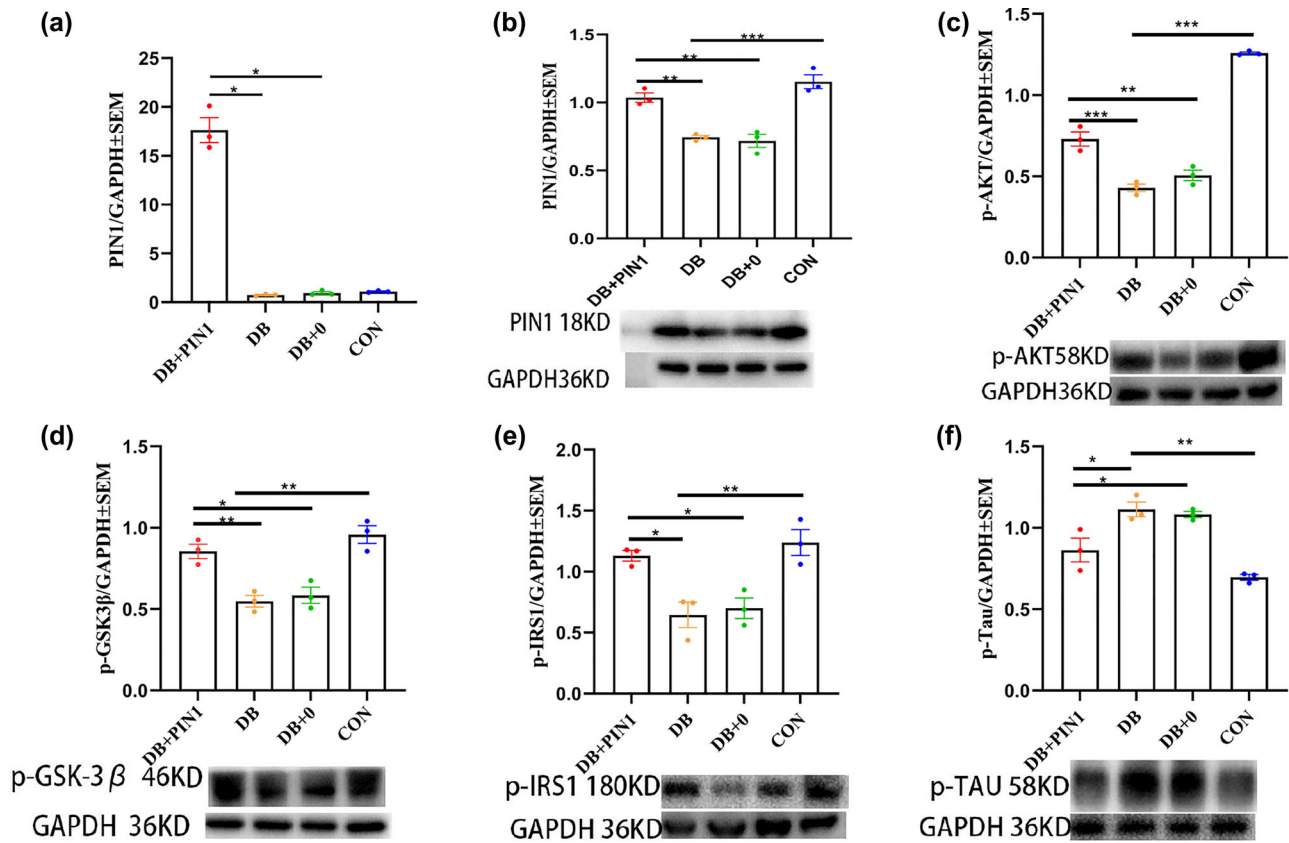 (a)
PIN1/GAPDH±SEM
25
20
15
10
5
0
*
*
DB+PIN1
DB
DB+0
CON
(b)
PIN1/GAPDH±SEM
1.5
1.0
0.5
0.0
***
**
**
DB+PIN1
DB
DB+0
CON
PIN1 18KD
GAPDH36KD
(c)
p-AKT/GAPDH±SEM
1.5
1.0
0.5
0.0
***
**
***
DB+PIN1
DB
DB+0
CON
p-AKT58KD
GAPDH36KD
(d)
p-GSK3β/GAPDH±SEM
1.5
1.0
0.5
0.0
**
*
**
DB+PIN1
DB
DB+0
CON
p-GSK-3β 46KD
GAPDH 36KD
(e)
p-IRS1/GAPDH±SEM
2.0
1.5
1.0
0.5
0.0
**
*
*
DB+PIN1
DB
DB+0
CON
p-IRS1 180KD
GAPDH 36KD
(f)
p-Tau/GAPDH±SEM
1.5
1.0
0.5
0.0
**
*
*
DB+PIN1
DB
DB+0
CON
p-TAU 58KD
GAPDH 36KD